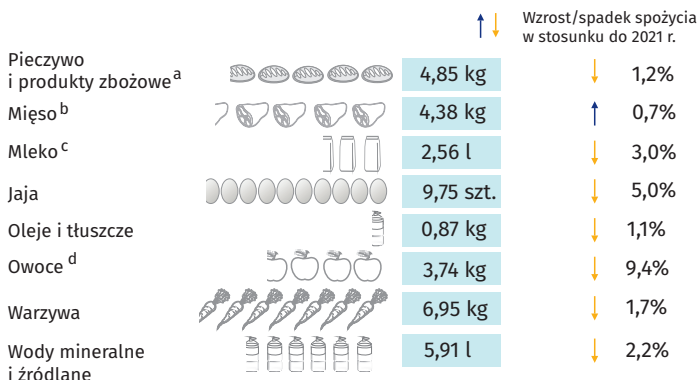 Wzrost/spadek spożycia
w stosunku do 2021 r.
Pieczywo
i produkty zbożowe a 4,85 kg 1,2%
Mięso b 4,38 kg 0,7%
Mleko c 2,56 l 3,0%
Jaja 9,75 szt. 5,0%
Oleje i tłuszcze 0,87 kg 1,1%
Owoce d 3,74 kg 9,4%
Warzywa 6,95 kg 1,7%
Wody mineralne
i źródlane 5,91 l 2,2%